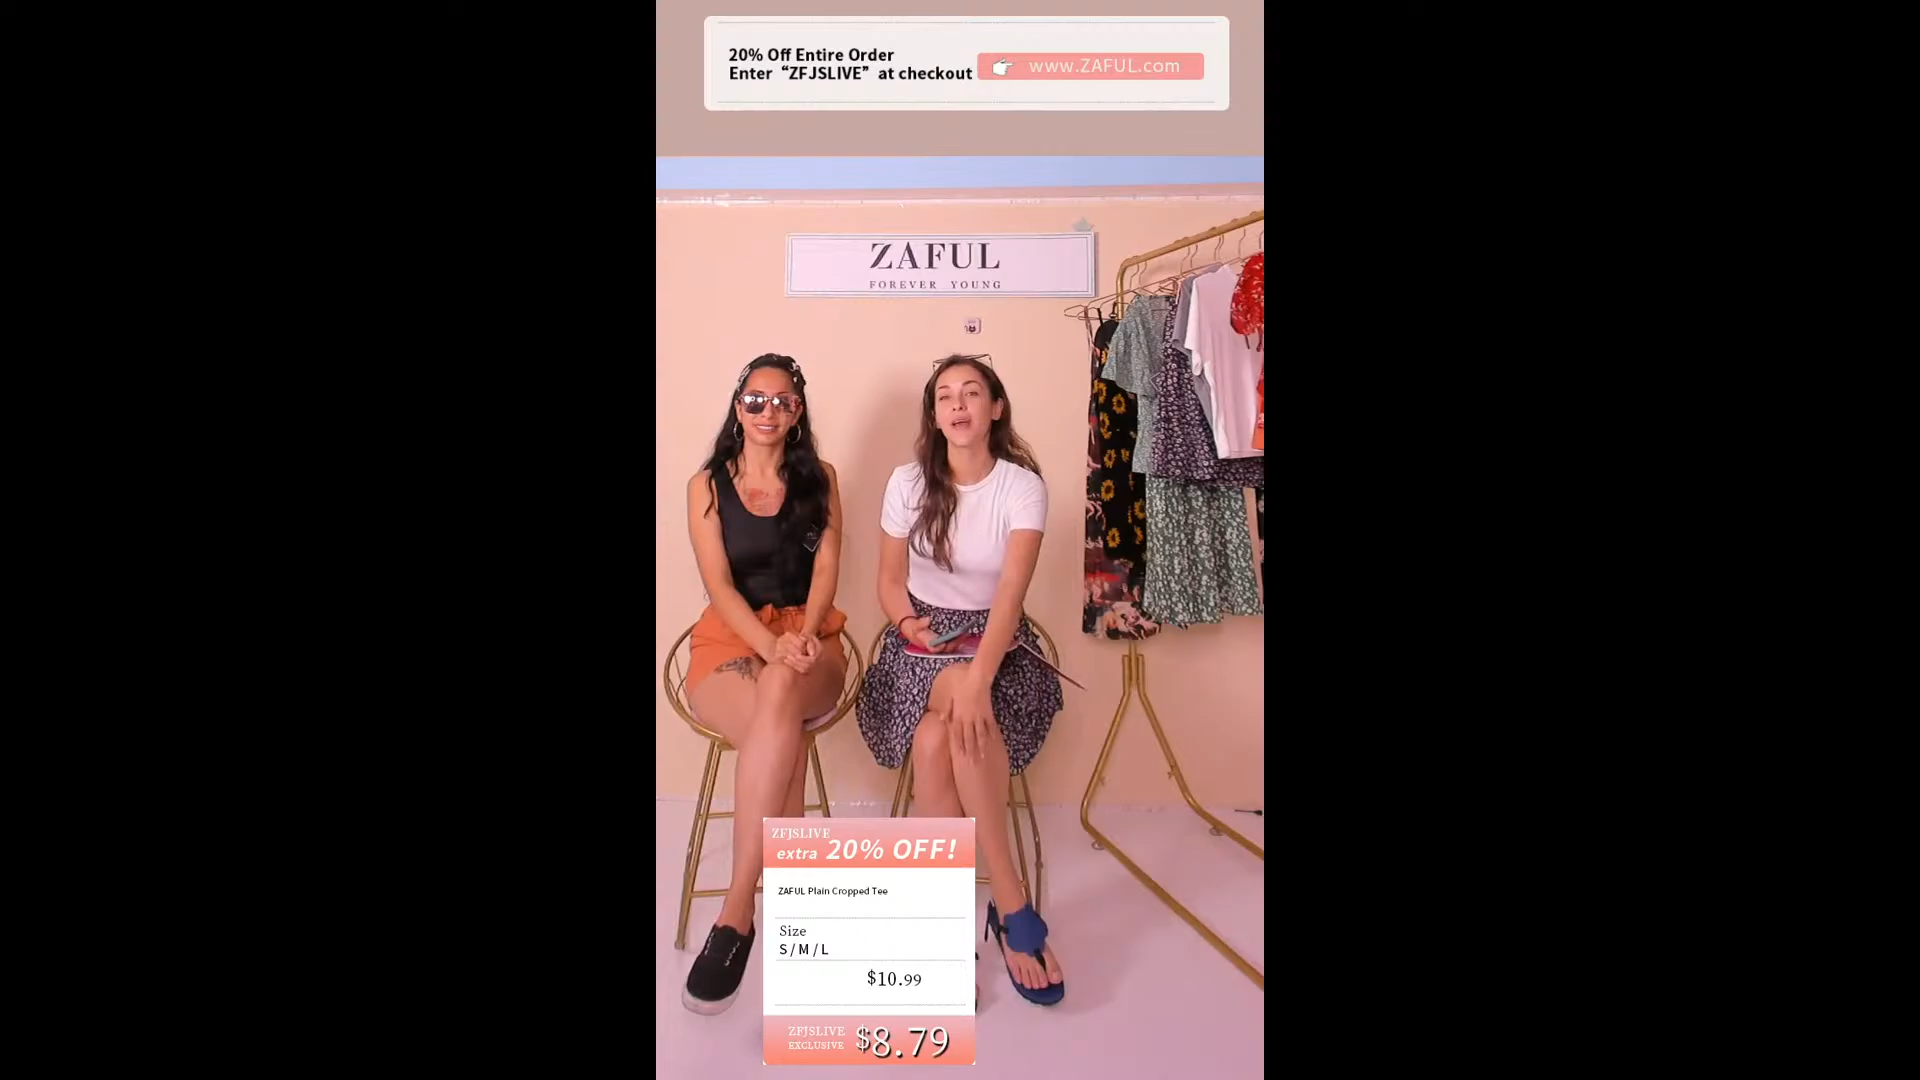 20% Off Entire Order
Enter “ZFJSLIVE” at checkout
www.ZAFUL.com
ZAFUL
FOREVER YOUNG
ZFJSLIVE
extra 20% OFF!
ZAFUL Plain Cropped Tee
Size
S / M / L
$10.99
ZFJSLIVE
EXCLUSIVE
$8.79